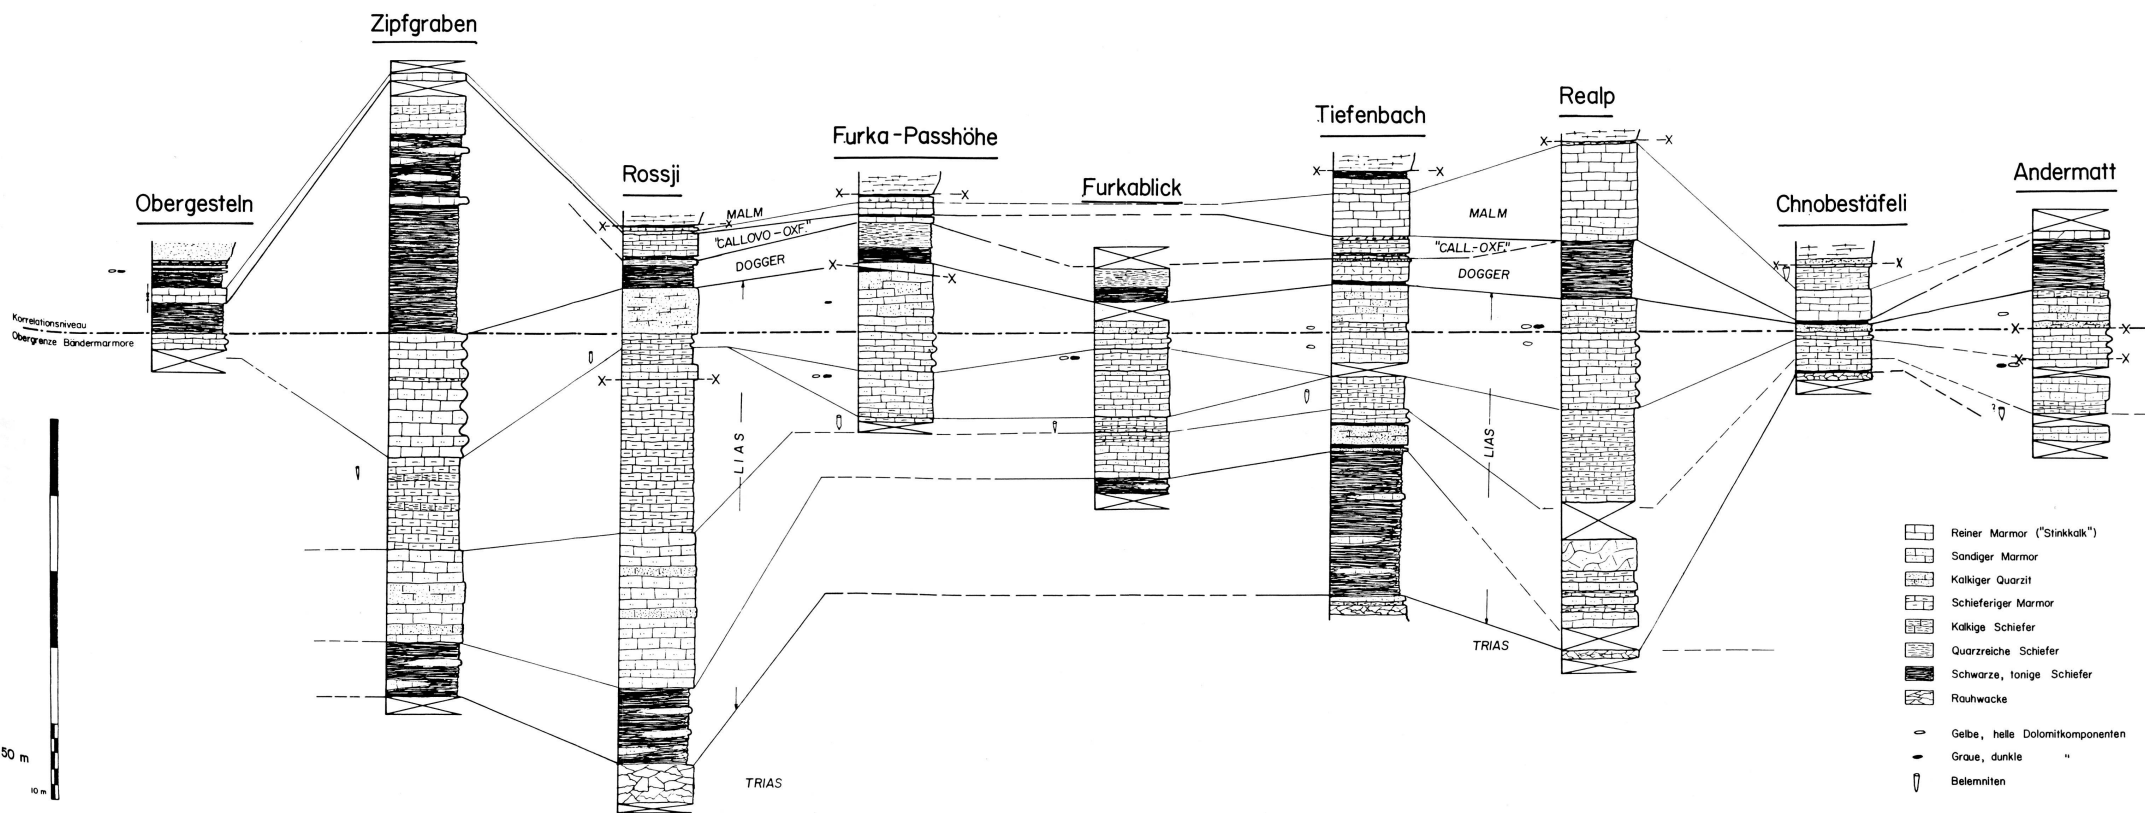 Zipfgraben
Realp
Tiefenbach
Furka-Passhöhe
Rossji
Andermatt
Furkablick
Obergesteln
Chnobestäfeli
MALM
"CALLOVO-OXF."
DOGGER
MALM
"CALL.-OXF."
DOGGER
Korrelationsniveau
Obergrenze Bändermarmore
LIAS
LIAS
?
TRIAS
TRIAS
50 m
10 m
Reiner Marmor ("Stinkkalk")
Sandiger Marmor
Kalkiger Quarzit
Schieferiger Marmor
Kalkige Schiefer
Quarzreiche Schiefer
Schwarze, tonige Schiefer
Rauhwacke
Gelbe, helle Dolomitkomponenten
Graue, dunkle "
Belemniten